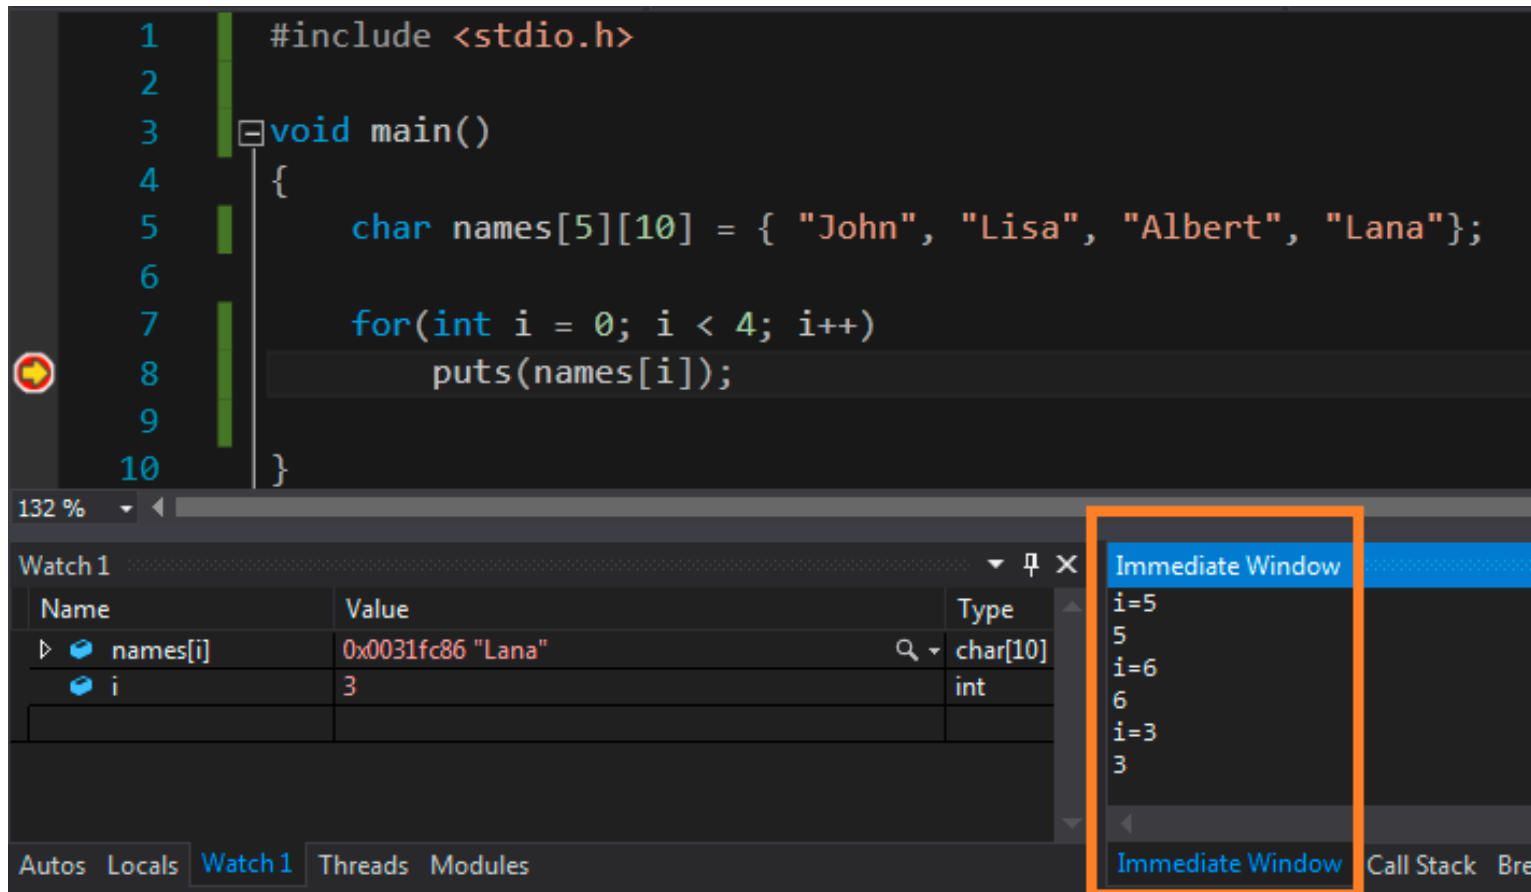 1 #include <stdio.h>
2
3 void main()
4 {
5 char names[5][10] = { "John", "Lisa", "Albert", "Lana"};
6
7 for(int i = 0; i < 4; i++)
8 puts(names[i]);
9
10 }
132 %
Watch 1
Name Value Type
names[i] 0x0031fc86 "Lana" char[10]
i 3 int
Autos Locals Watch 1 Threads Modules
Immediate Window
i=5
5
i=6
6
i=3
3
Immediate Window Call Stack Bre